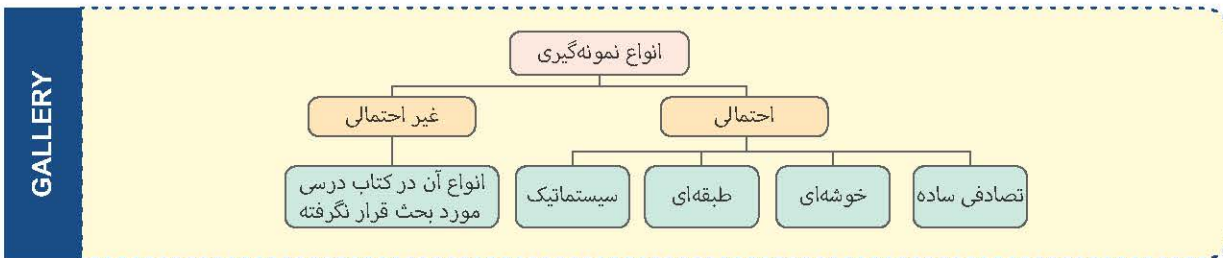 GALLERY
انواع نمونه‌گیری
احتمالی
غیر احتمالی
تصادفی ساده
خوشه‌ای
طبقه‌ای
سیستماتیک
انواع آن در کتاب درسی
مورد بحث قرار نگرفته